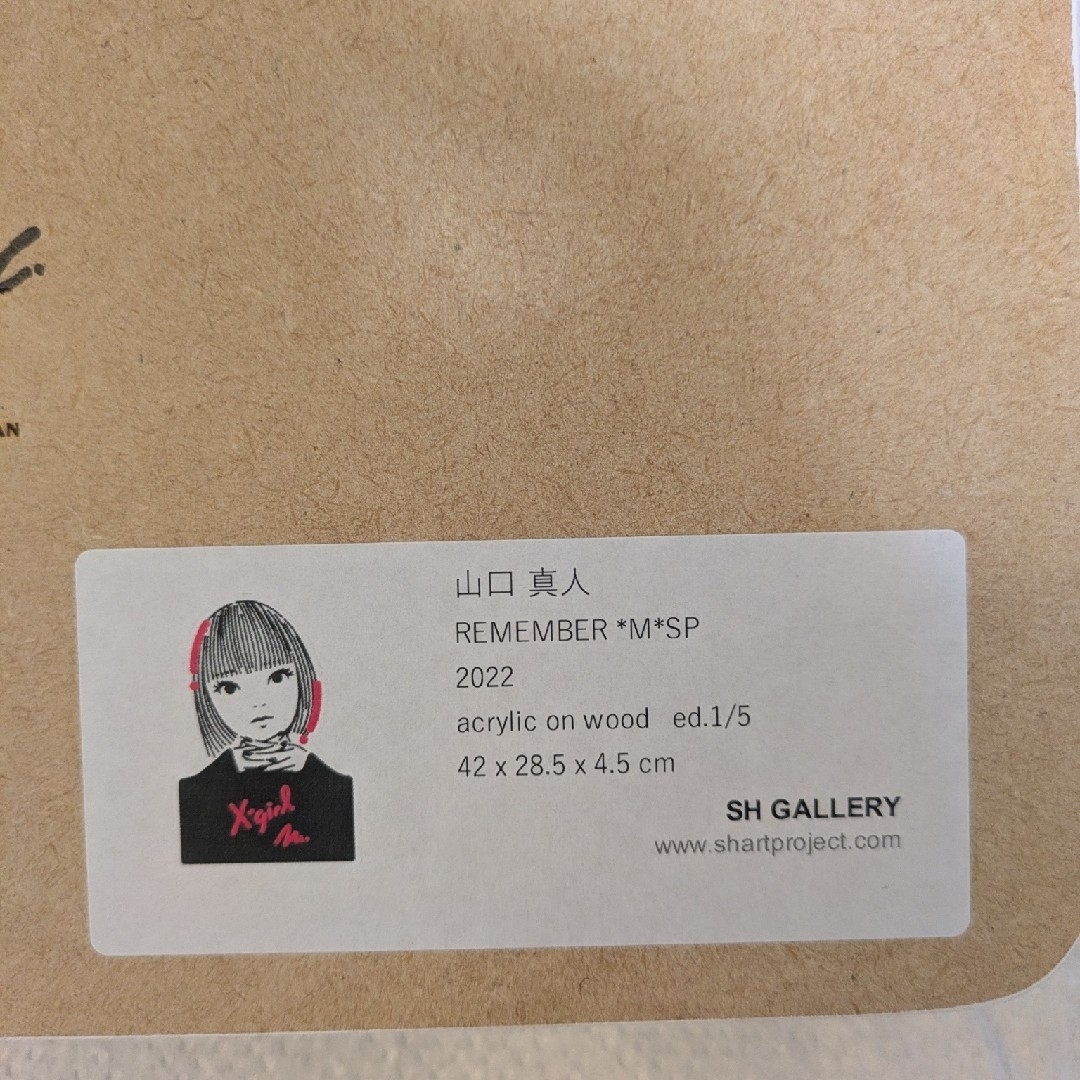 山口 真人
REMEMBER *M*SP
2022
acrylic on wood ed.1/5
42 x 28.5 x 4.5 cm
SH GALLERY
www.shartproject.com
X-girl